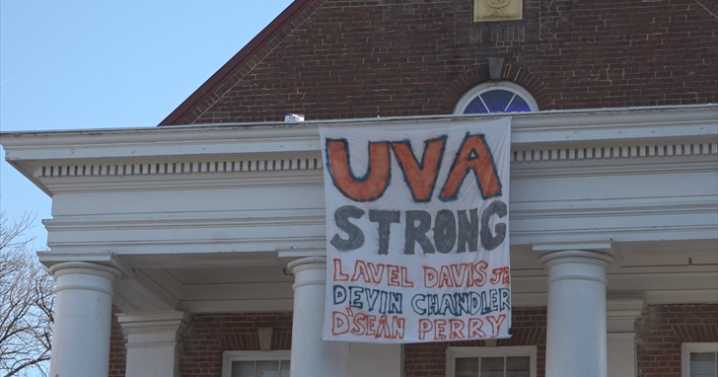 UVA
STRONG
LAVEL DAVIS JR
DEVIN CHANDLER
D'SEAN PERRY